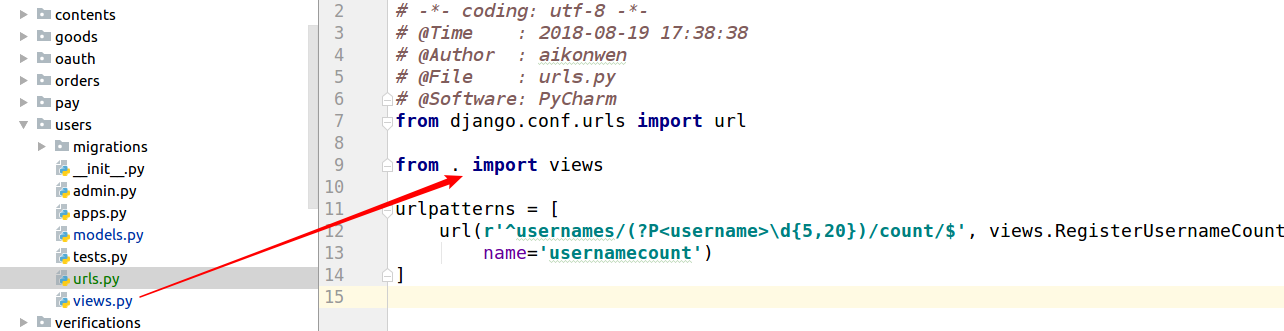 contents
goods
oauth
orders
pay
users
migrations
__init__.py
admin.py
apps.py
models.py
tests.py
urls.py
views.py
verifications
2 # -*- coding: utf-8 -*-
3 # @Time    : 2018-08-19 17:38:38
4 # @Author  : aikonwen
5 # @File    : urls.py
6 # @Software: PyCharm
7 from django.conf.urls import url
8
9 from . import views
10
11 urlpatterns = [
12     url(r'^usernames/(?P<username>\d{5,20})/count/$', views.RegisterUsernameCount
13         name='usernamecount')
14 ]
15